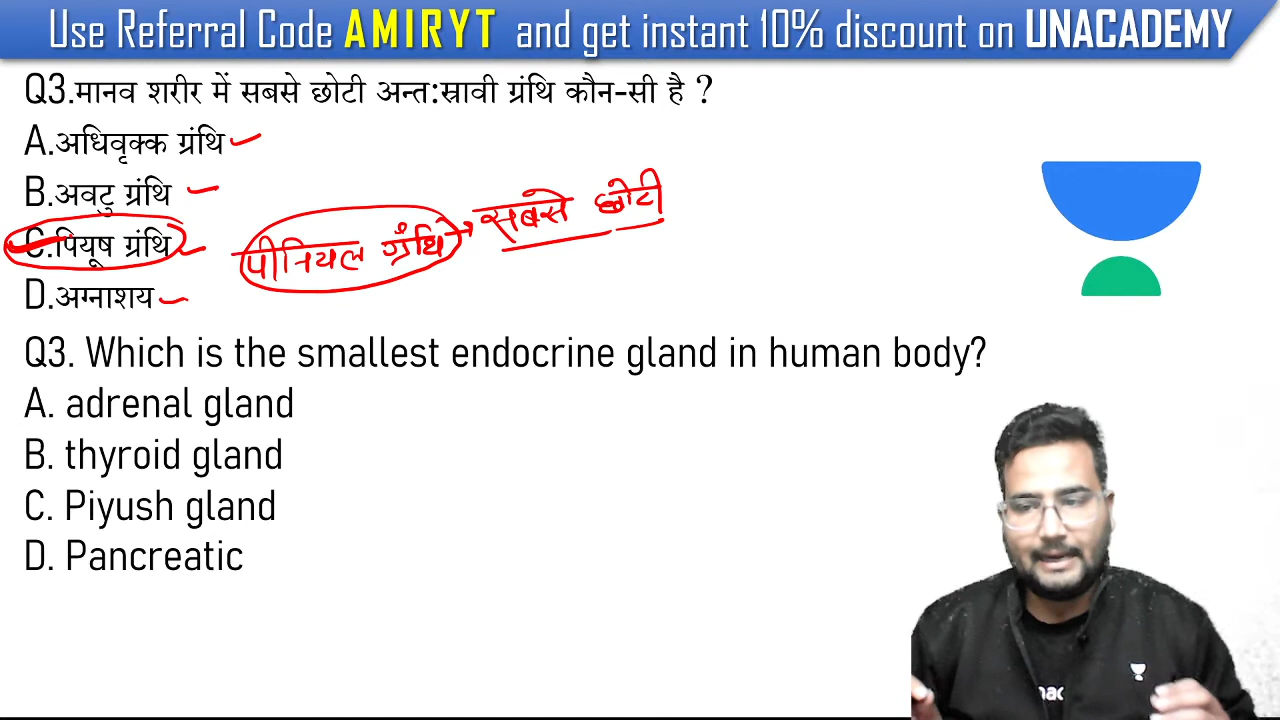 Use Referral Code AMIRYT and get instant 10% discount on UNACADEMY
Q3.मानव शरीर में सबसे छोटी अन्त:स्रावी ग्रंथि कौन-सी है ?
A.अधिवृक्क ग्रंथि
B.अवटु ग्रंथि
C.पियूष ग्रंथि
पीनियल ग्रंथि → सबसे छोटी
D.अग्नाशय
Q3. Which is the smallest endocrine gland in human body?
A. adrenal gland
B. thyroid gland
C. Piyush gland
D. Pancreatic